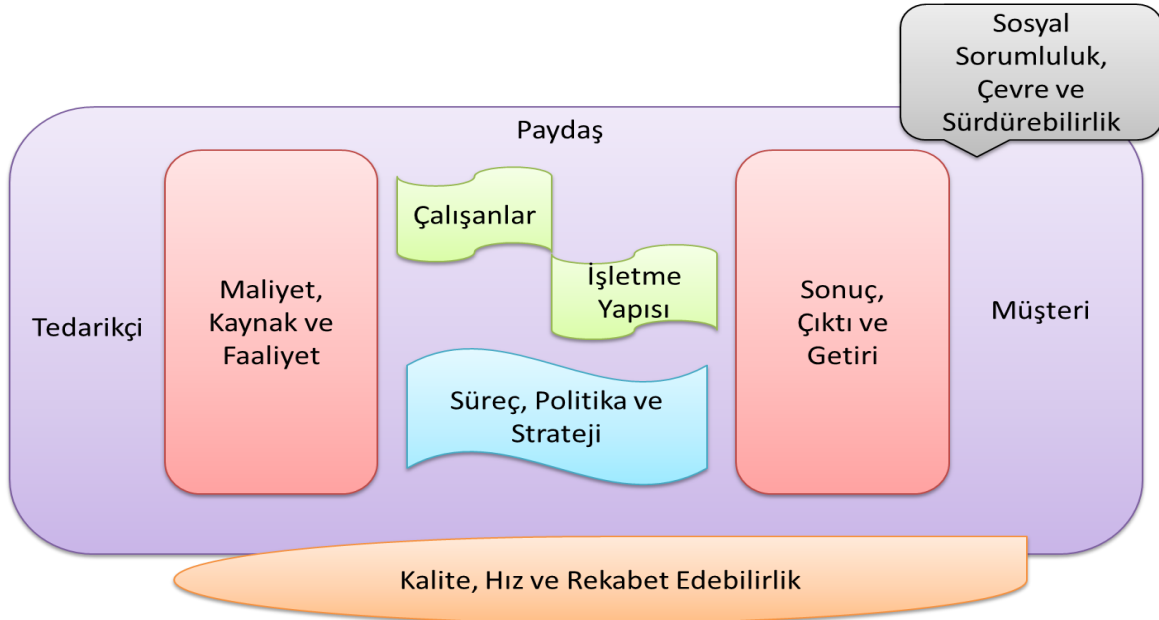 Sosyal
Sorumluluk,
Çevre ve
Sürdürebilirlik
Paydaş
Tedarikçi
Maliyet,
Kaynak ve
Faaliyet
Çalışanlar
İşletme
Yapısı
Süreç, Politika ve
Strateji
Sonuç,
Çıktı ve
Getiri
Müşteri
Kalite, Hız ve Rekabet Edebilirlik